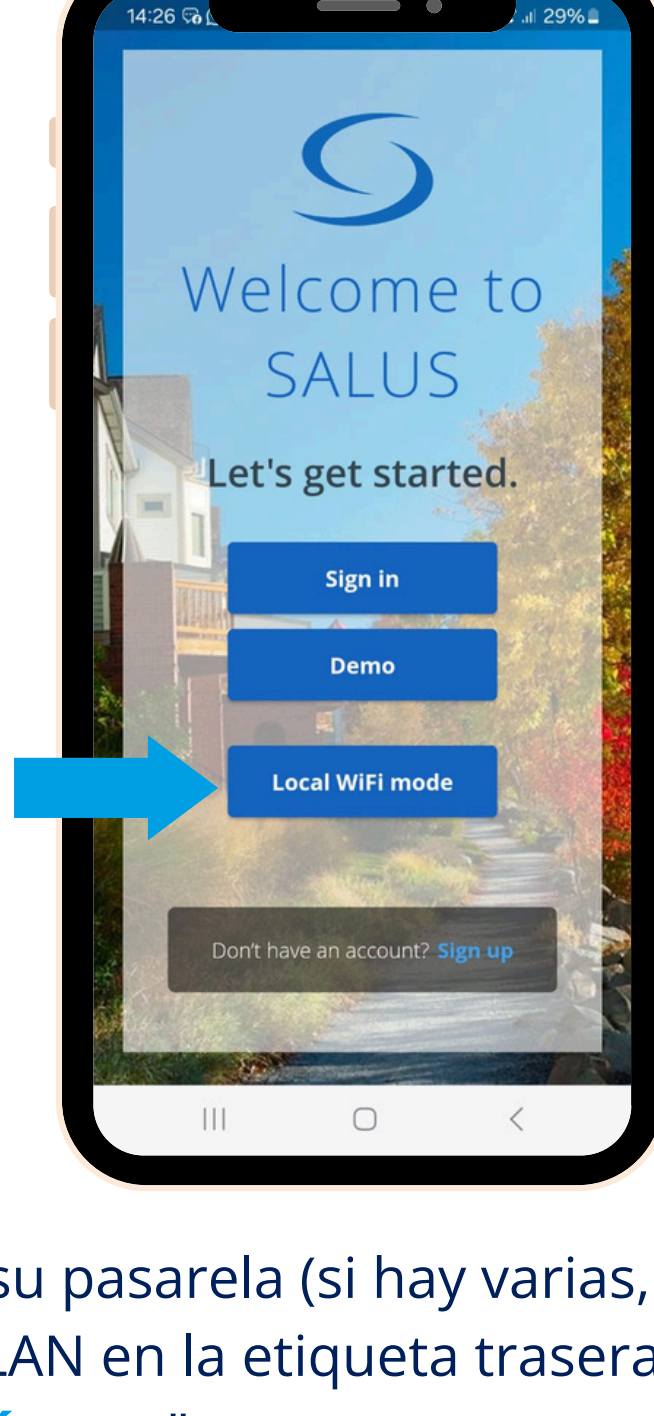 14:26
29%
Welcome to
SALUS
Let's get started.
Sign in
Demo
Local WiFi mode
Don't have an account? Sign up
su pasarela (si hay varias,
LAN en la etiqueta trasera